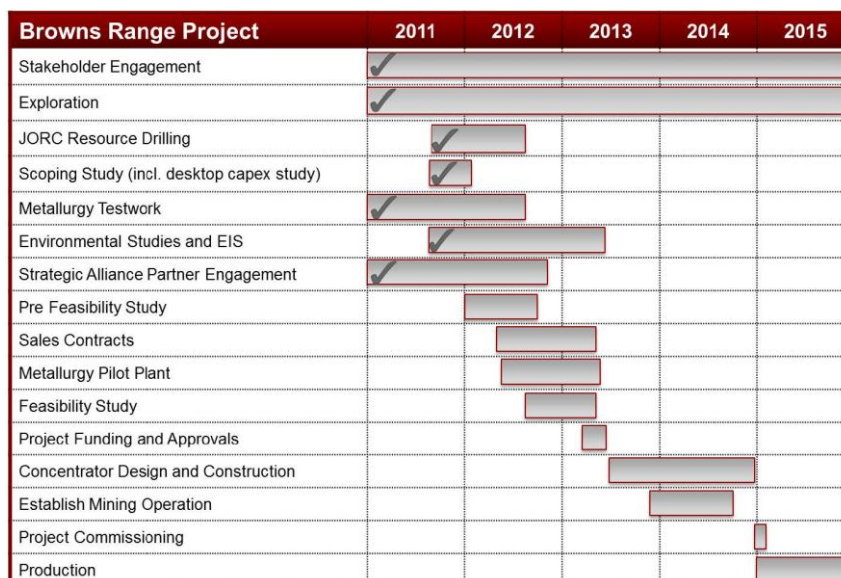 Browns Range Project 2011 2012 2013 2014 2015
Stakeholder Engagement
Exploration
JORC Resource Drilling
Scoping Study (incl. desktop capex study)
Metallurgy Testwork
Environmental Studies and EIS
Strategic Alliance Partner Engagement
Pre Feasibility Study
Sales Contracts
Metallurgy Pilot Plant
Feasibility Study
Project Funding and Approvals
Concentrator Design and Construction
Establish Mining Operation
Project Commissioning
Production